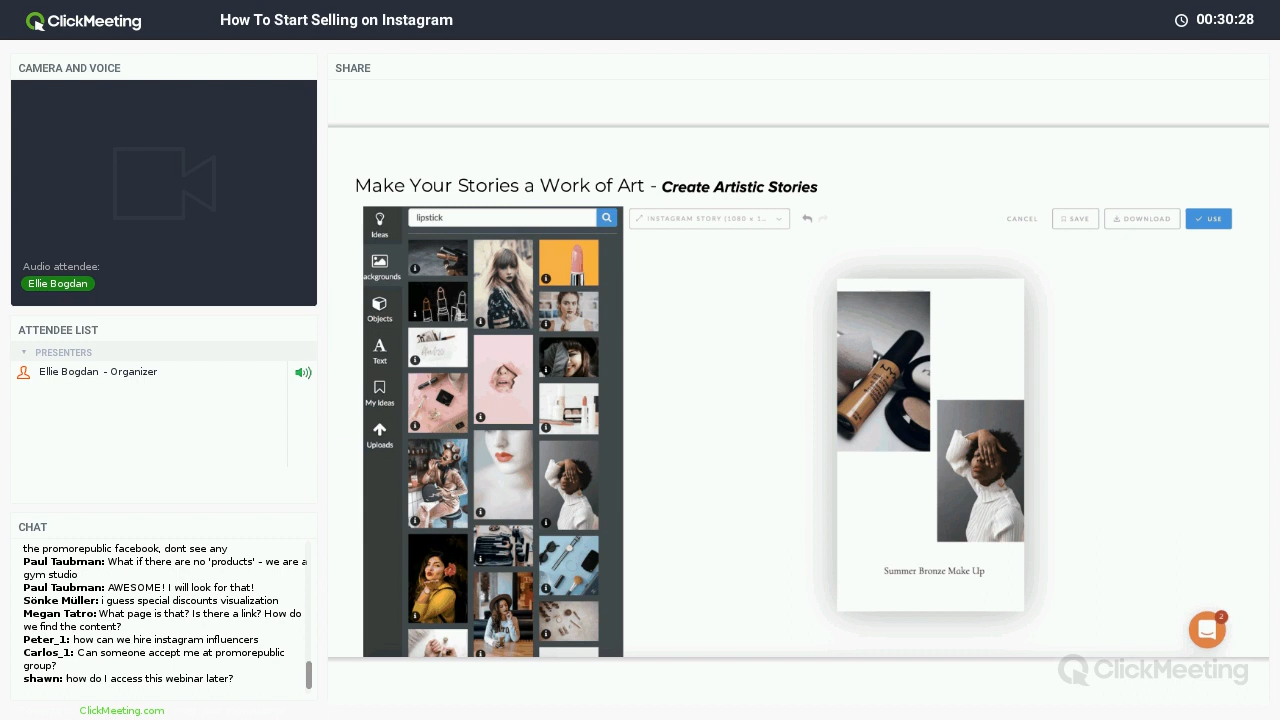 ClickMeeting
How To Start Selling on Instagram
00:30:28
CAMERA AND VOICE
Audio attendee:
Ellie Bogdan
ATTENDEE LIST
PRESENTERS
Ellie Bogdan - Organizer
CHAT
the promorepublic facebook, dont see any
Paul Taubman: What if there are no 'products' - we are a
gym studio
Paul Taubman: AWESOME! I will look for that!
Sönke Müller: i guess special discounts visualization
Megan Tatro: What page is that? Is there a link? How do
we find the content?
Peter_1: how can we hire instagram influencers
Carlos_1: Can someone accept me at promorepublic
group?
shawn: how do I access this webinar later?
ClickMeeting.com
SHARE
Make Your Stories a Work of Art - Create Artistic Stories
Ideas
ackgrounds
Objects
Text
My Ideas
Uploads
lipstick
INSTAGRAM STORY (1080 x 1...
CANCEL
SAVE
DOWNLOAD
USE
NYX
Summer Bronze Make Up
2
ClickMeeting